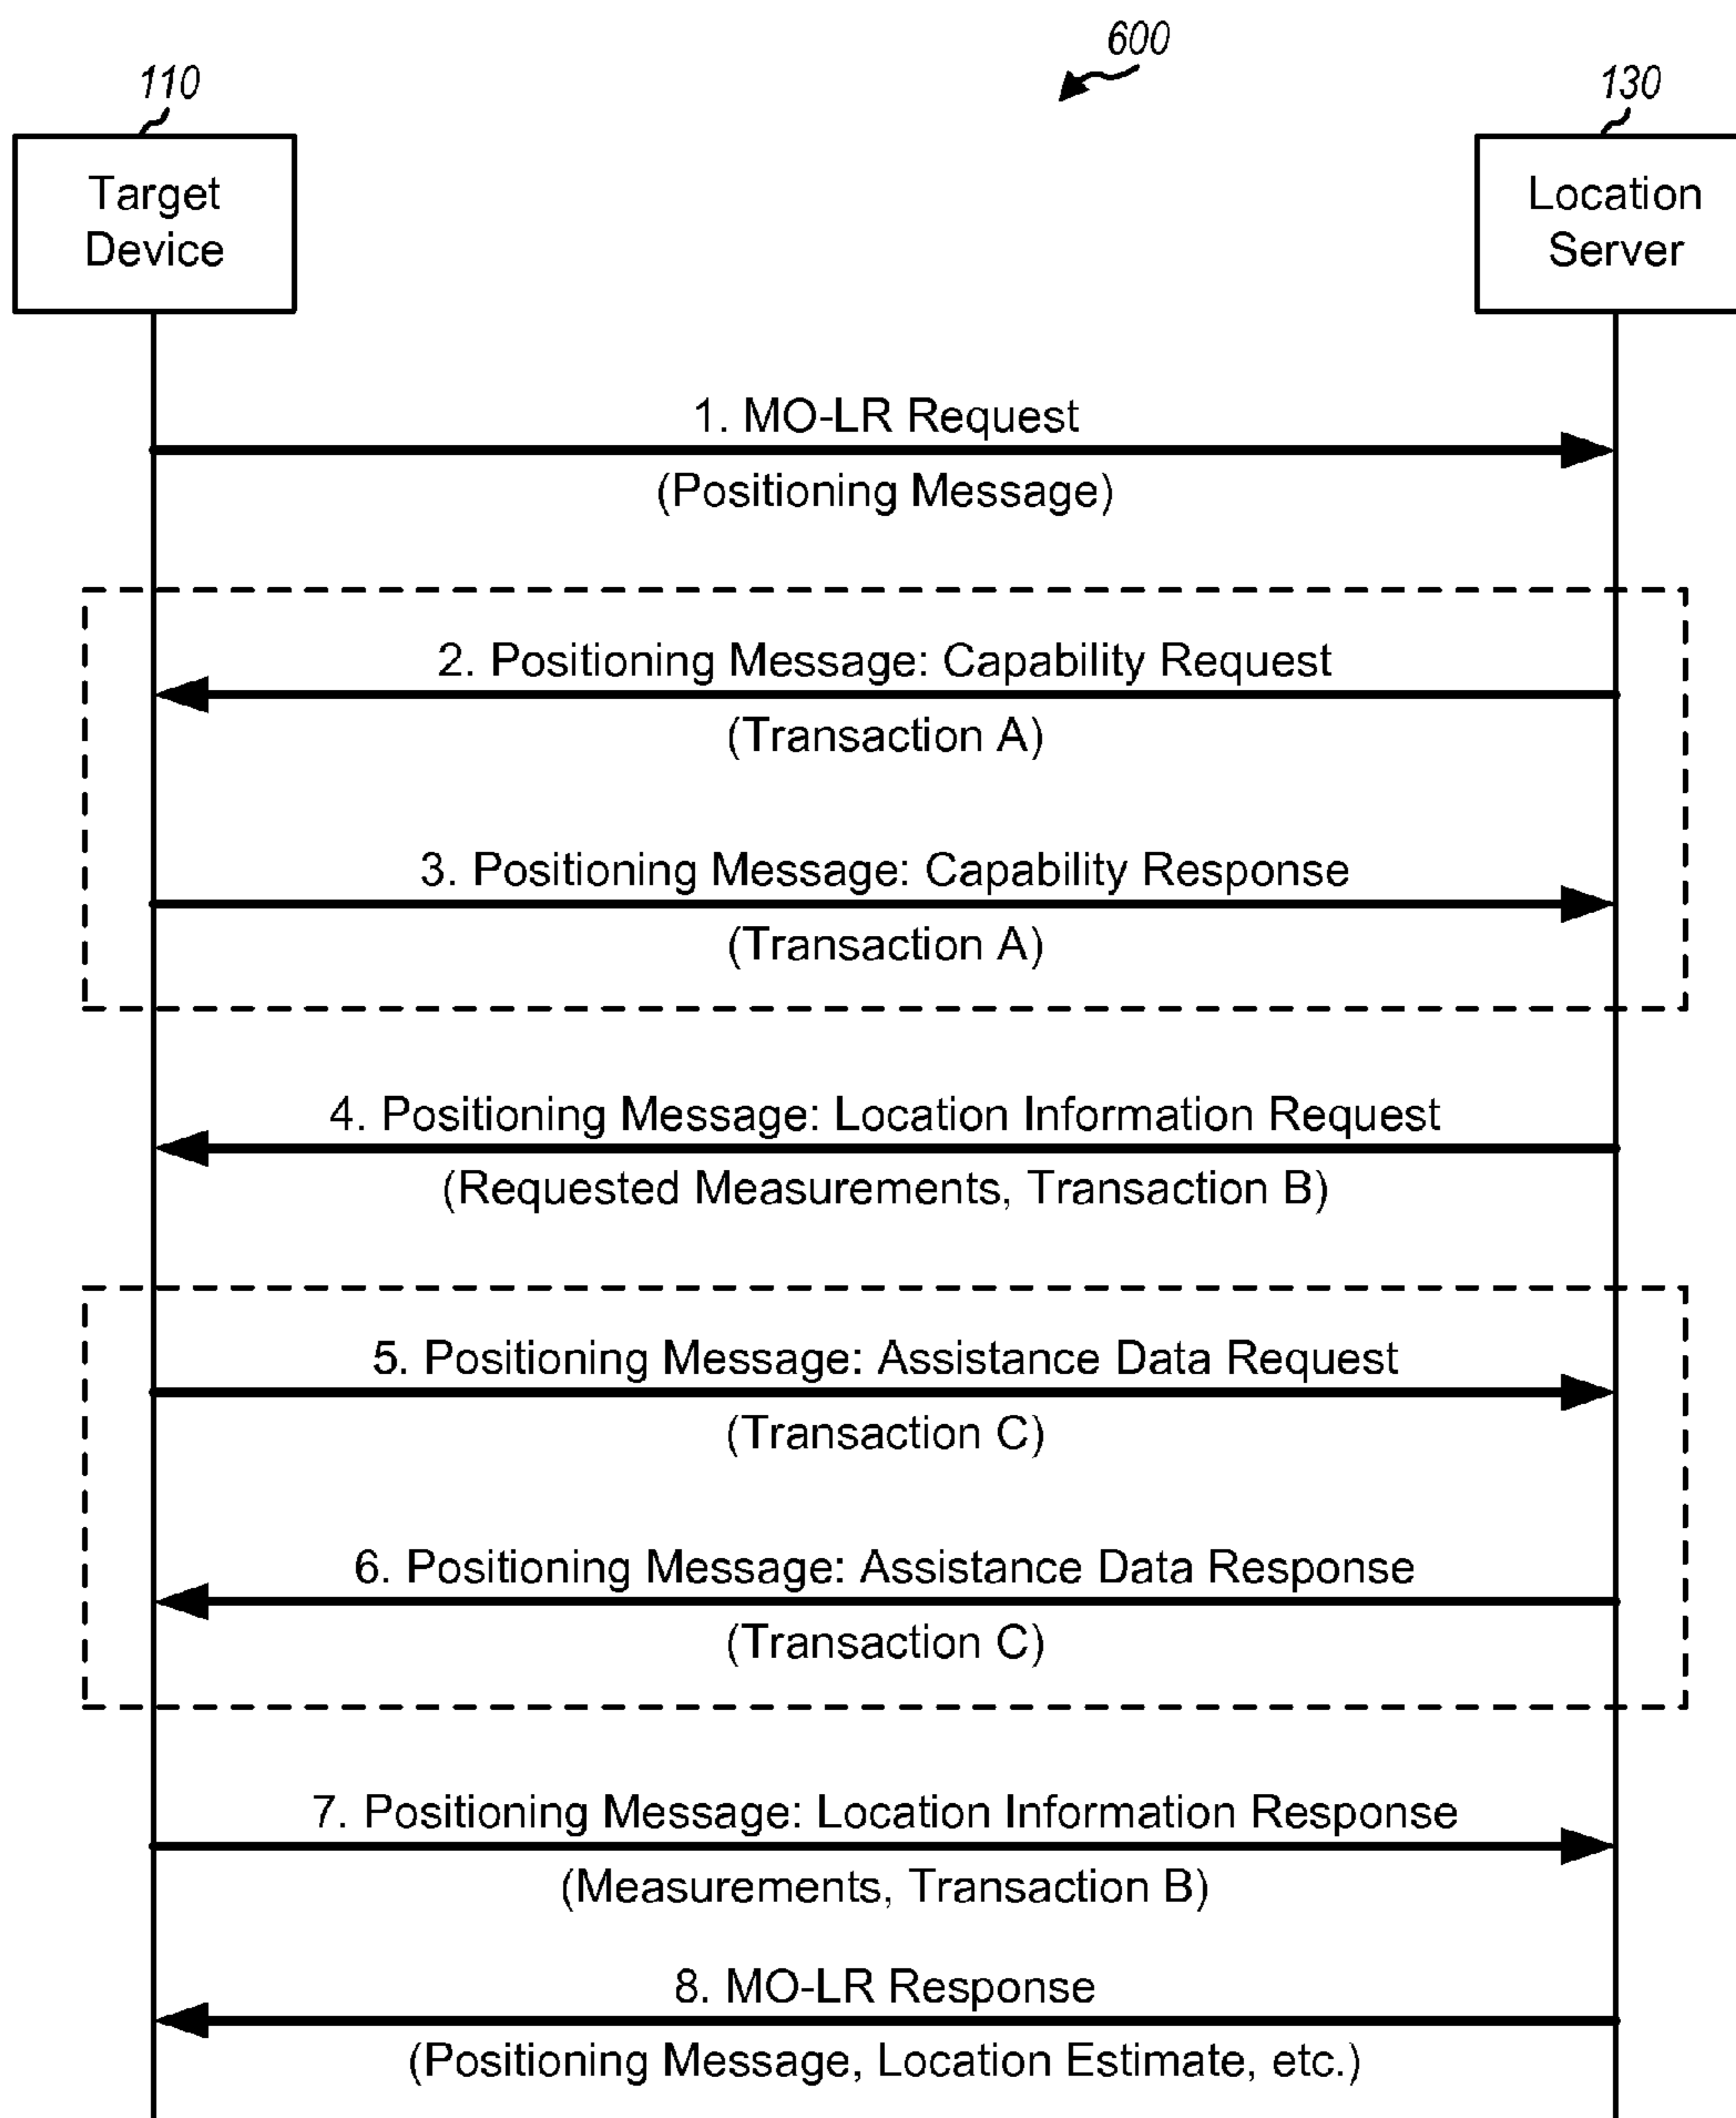 600
110
130
Target
Device
Location
Server
1. MO-LR Request
(Positioning Message)
2. Positioning Message: Capability Request
(Transaction A)
3. Positioning Message: Capability Response
(Transaction A)
4. Positioning Message: Location Information Request
(Requested Measurements, Transaction B)
5. Positioning Message: Assistance Data Request
(Transaction C)
6. Positioning Message: Assistance Data Response
(Transaction C)
7. Positioning Message: Location Information Response
(Measurements, Transaction B)
8. MO-LR Response
(Positioning Message, Location Estimate, etc.)